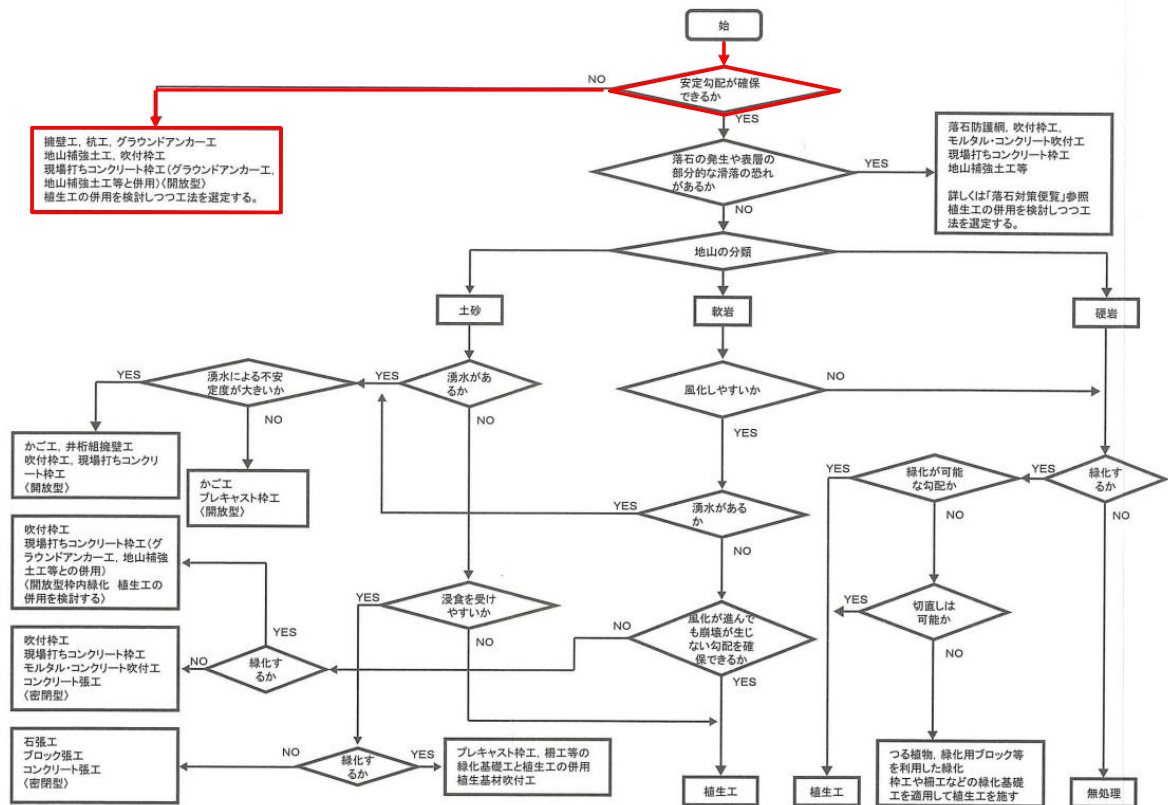 始
NO
安定勾配が確保
できるか
YES
擁壁工, 杭工, グラウンドアンカー工
地山補強土工, 吹付枠工
現場打ちコンクリート枠工(グラウンドアンカー工,
地山補強土工等と併用)〈開放型〉
植生工の併用を検討しつつ工法を選定する。
落石の発生や表層の
部分的な滑落の恐れ
があるか
YES
NO
落石防護網, 吹付枠工,
モルタル・コンクリート吹付工
現場打ちコンクリート枠工
地山補強土工等
詳しくは「落石対策便覧」参照
植生工の併用を検討しつつ工
法を選定する。
地山の分類
土砂
軟岩
硬岩
YES
湧水による不安
定度が大きいか
YES
湧水があ
るか
NO
NO
風化しやすいか
NO
YES
かご工, 井桁組擁壁工
吹付枠工, 現場打ちコンクリ
ート枠工
〈開放型〉
かご工
プレキャスト枠工
〈開放型〉
YES
湧水がある
か
NO
YES
緑化が可能
な勾配か
YES
緑化す
るか
NO
NO
吹付枠工
現場打ちコンクリート枠工(グ
ラウンドアンカー工, 地山補強
土工等との併用)
〈開放型枠内緑化 植生工の
併用を検討する〉
YES
浸食を受け
やすいか
NO
YES
切直しは
可能か
NO
風化が進んで
も崩壊が生じ
ない勾配を確
保できるか
NO
YES
YES
緑化す
るか
NO
吹付枠工
現場打ちコンクリート枠工
モルタル・コンクリート吹付工
コンクリート張工
〈密閉型〉
石張工
ブロック張工
コンクリート張工
〈密閉型〉
NO
緑化す
るか
YES
プレキャスト枠工, 柵工等の
緑化基礎工と植生工の併用
植生基材吹付工
植生工
植生工
つる植物, 緑化用ブロック等
を利用した緑化
枠工や柵工などの緑化基礎
工を適用して植生工を施す
無処理